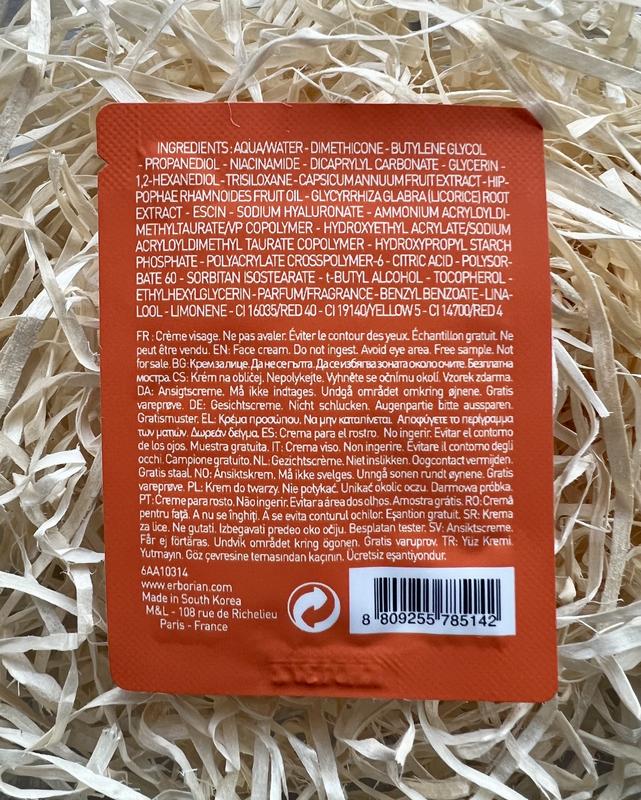 INGREDIENTS: AQUA/WATER - DIMETHICONE - BUTYLENE GLYCOL
- PROPANEDIOL - NIACINAMIDE - DICAPRYLYL CARBONATE - GLYCERIN -
1,2-HEXANEDIOL - TRISILOXANE - CAPSICUM ANNUUM FRUIT EXTRACT - HIP-
POPHAE RHAMNOIDES FRUIT OIL - GLYCYRRHIZA GLABRA (LICORICE) ROOT
EXTRACT - ESCIN - SODIUM HYALURONATE - AMMONIUM ACRYLOYLDI-
METHYLTAURATE/VP COPOLYMER - HYDROXYETHYL ACRYLATE/SODIUM
ACRYLOYLDIMETHYL TAURATE COPOLYMER - HYDROXYPROPYL STARCH
PHOSPHATE - POLYACRYLATE CROSSPOLYMER-6 - CITRIC ACID - POLYSOR-
BATE 60 - SORBITAN ISOSTEARATE - t-BUTYL ALCOHOL - TOCOPHEROL -
ETHYLHEXYLGLYCERIN - PARFUM/FRAGRANCE - BENZYL BENZOATE - LINA-
LOOL - LIMONENE - CI 16035/RED 40 - CI 19140/YELLOW 5 - CI 14700/RED 4
FR : Crème visage. Ne pas avaler. Éviter le contour des yeux. Échantillon gratuit. Ne
peut être vendu. EN: Face cream. Do not ingest. Avoid eye area. Free sample. Not
for sale. BG: Крем за лице. Да не се гълта. Да се избягва зоната около очите. Безплатна
мостра. CS: Krém na obličej. Nepolykejte. Vyhněte se očnímu okolí. Vzorek zdarma.
DA: Ansigtscreme. Må ikke indtages. Undgå området omkring øjnene. Gratis
vareprøve. DE: Gesichtscreme. Nicht schlucken. Augenpartie bitte aussparen.
Gratismuster. EL: Κρέμα προσώπου. Να μην καταπίνεται. Αποφύγετε το περίγραμμα
των ματιών. Δωρεάν δείγμα. ES: Crema para el rostro. No ingerir. Evitar el contorno
de los ojos. Muestra gratuita. IT: Crema viso. Non ingerire. Evitare il contorno degli
occhi. Campione gratuito. NL: Gezichtscrème. Niet inslikken. Oogcontact vermijden.
Gratis staal. NO: Ansiktskrem. Må ikke svelges. Unngå sonen rundt øynene. Gratis
vareprøve. PL: Krem do twarzy. Nie potykać. Unikać okolic oczu. Darmowa próbka.
PT: Creme para rosto. Não ingerir. Evitar a área dos olhos. Amostra grátis. RO: Cremă
pentru față. A nu se înghiți. A se evita conturul ochilor. Eșantion gratuit. SR: Krema
za lice. Ne gutati. Izbegavati predeo oko očiju. Besplatan tester. SV: Ansiktscreme.
Får ej förtäras. Undvik området kring ögonen. Gratis varuprov. TR: Yüz Kremi.
Yutmayın. Göz çevresine temasından kaçının. Ücretsiz eşantiyondur.
6AA10314
www.erborian.com
Made in South Korea
M&L - 108 rue de Richelieu
Paris - France
8 809255 785142